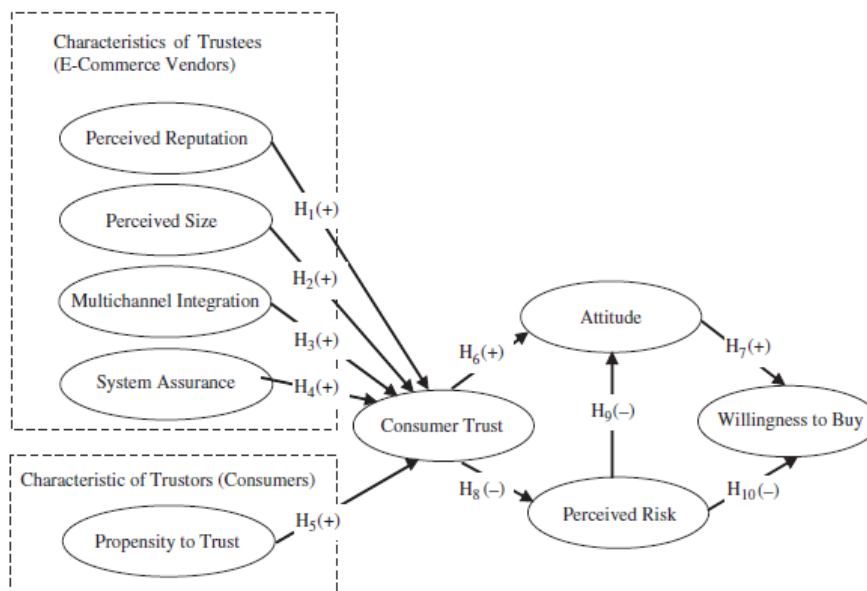 Characteristics of Trustees
(E-Commerce Vendors)
Perceived Reputation
H1(+)
Perceived Size
H2(+)
Multichannel Integration
H3(+)
System Assurance
H4(+)
Characteristic of Trustors (Consumers)
Propensity to Trust
H5(+)
Consumer Trust
H6(+)
Attitude
H7(+)
H8(–)
H9(–)
Perceived Risk
H10(–)
Willingness to Buy